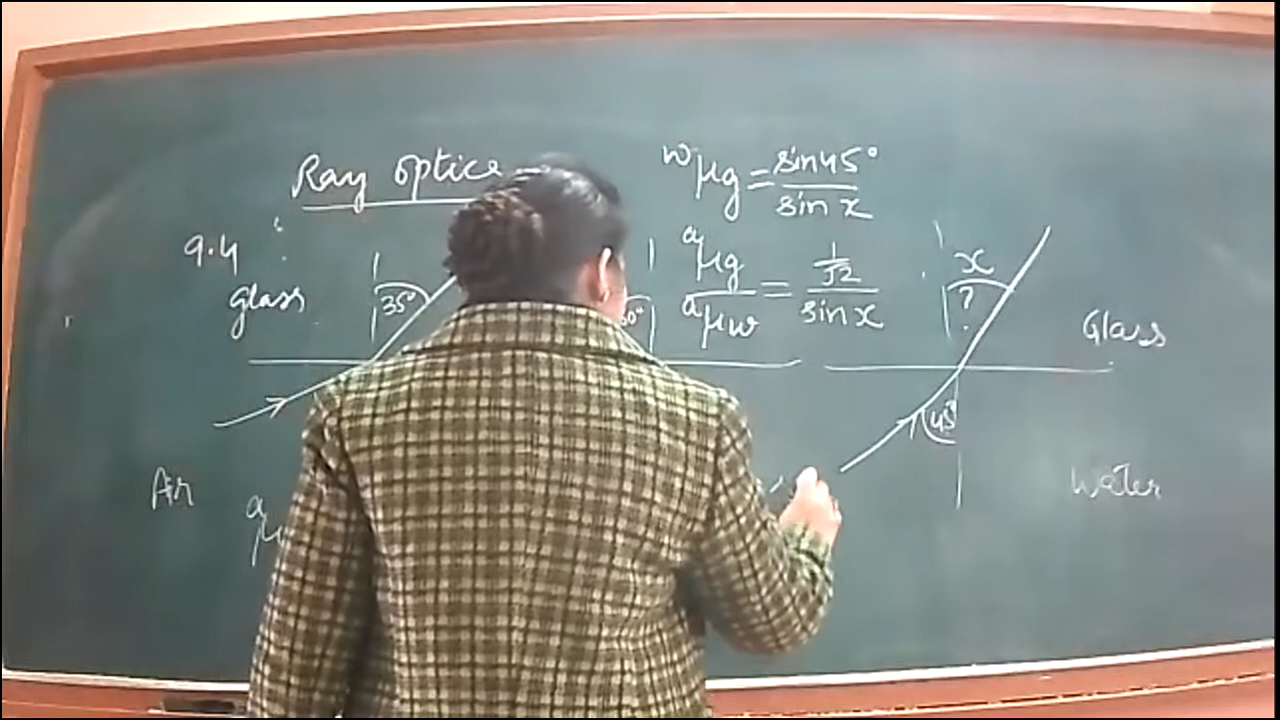 Ray optics
ʷμg = sin45° / sin x
9.4
glass
35°
ᵃμg / ᵃμw = 1/√2 / sin x
x
?
Glass
45°
Air
Water